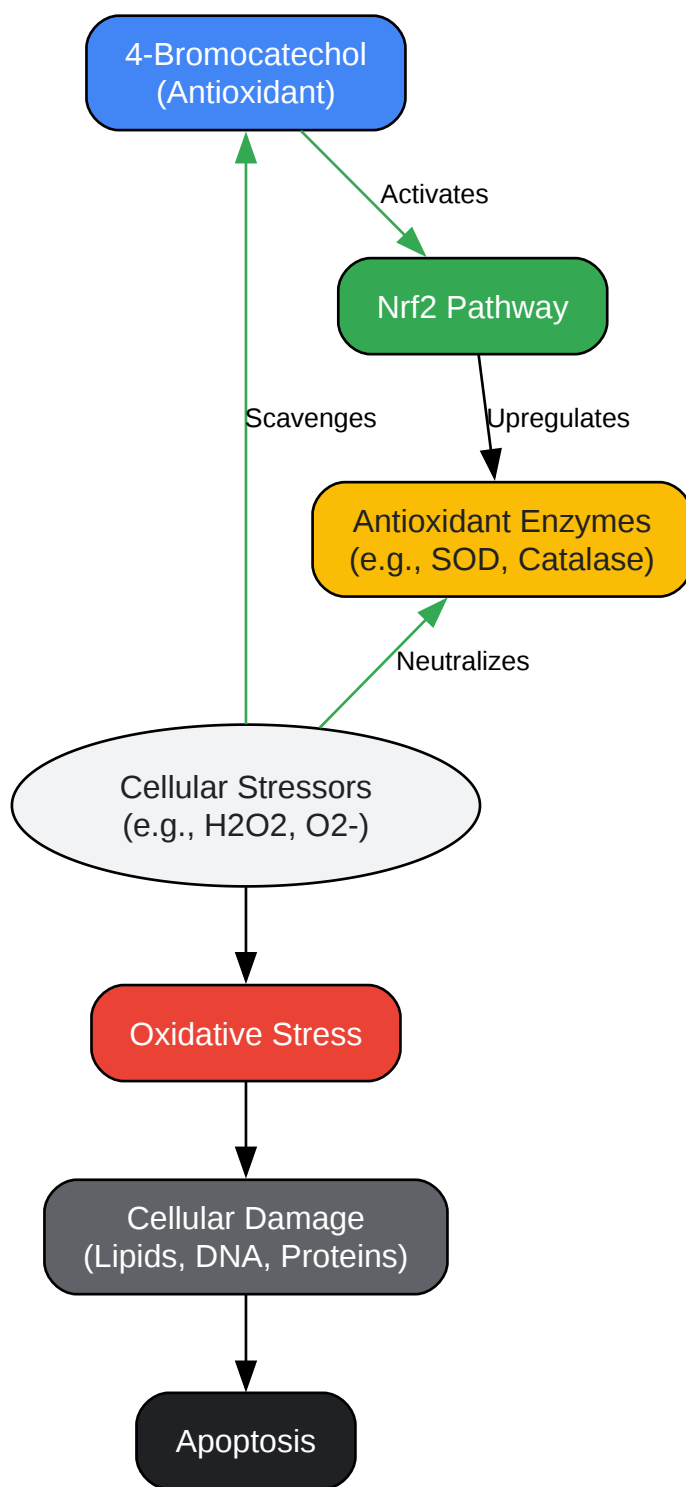 4-Bromocatechol
(Antioxidant)
Activates
Nrf2 Pathway
Scavenges
Upregulates
Antioxidant Enzymes
(e.g., SOD, Catalase)
Neutralizes
Cellular Stressors
(e.g., H2O2, O2-)
Oxidative Stress
Cellular Damage
(Lipids, DNA, Proteins)
Apoptosis